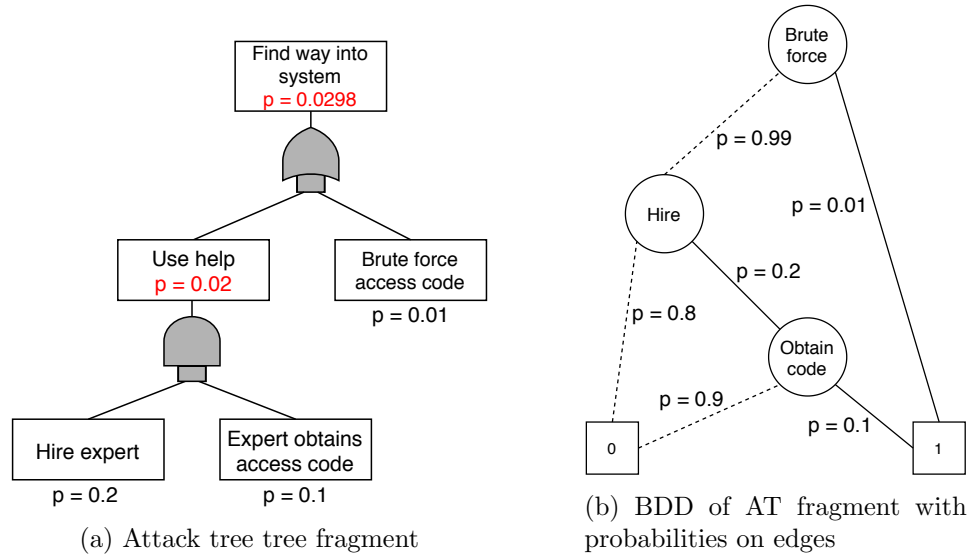 Find way into
system
p = 0.0298
Use help
p = 0.02
Brute force
access code
p = 0.01
Hire expert
p = 0.2
Expert obtains
access code
p = 0.1
(a) Attack tree tree fragment
Brute
force
p = 0.99
p = 0.01
Hire
p = 0.2
p = 0.8
Obtain
code
p = 0.9
p = 0.1
0
1
(b) BDD of AT fragment with
probabilities on edges